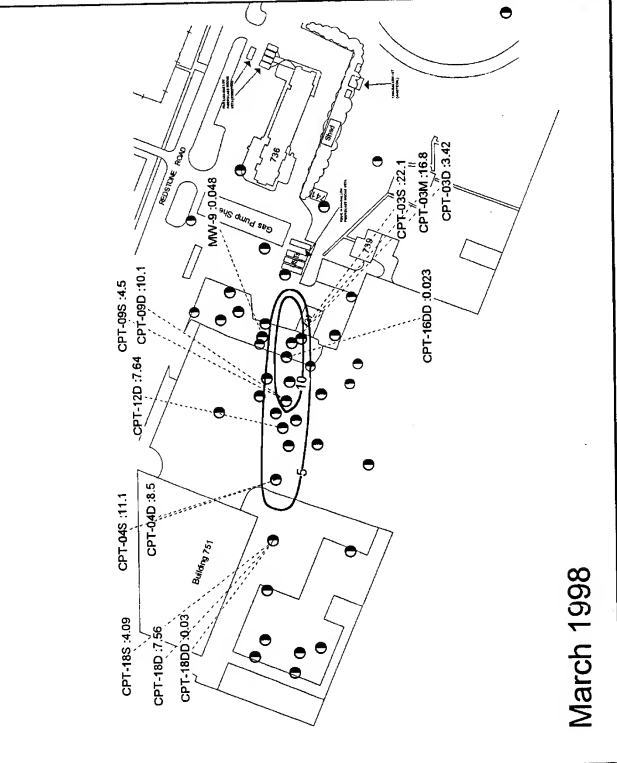 CPT-18S :4.09
CPT-18D :7.56
CPT-18DD :0.03
CPT-04S :11.1
CPT-04D :8.5
CPT-12D :7.64
CPT-09S :4.5
CPT-09D :10.1
MW-9 :0.048
REDSTONE ROAD
Gas Pump She
736
5
Shed
739
Building 751
10
5
CPT-16DD :0.023
CPT-03S :22.1
CPT-03M :16.8
CPT-03D :3.42
March 1998